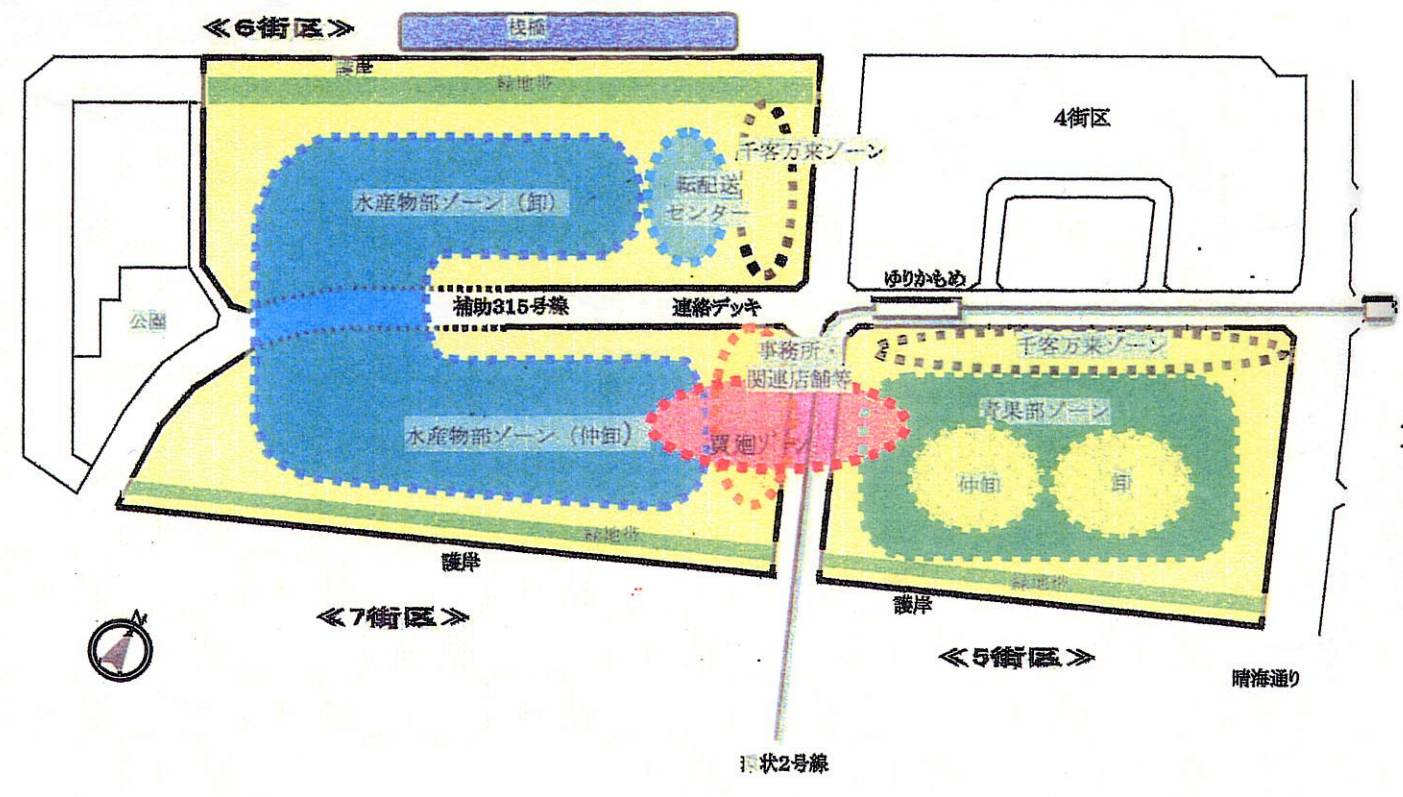 ≪6街区≫
桟橋
護岸
緑地帯
4街区
千客万来ゾーン
転配送
センター
水産物部ゾーン（卸）
ゆりかもめ
補助315号線
連絡デッキ
公園
事務所・
関連店舗等
千客万来ゾーン
青果部ゾーン
水産物部ゾーン（仲卸）
買廻ゾーン
仲卸
卸
緑地帯
護岸
緑地帯
護岸
N
≪7街区≫
≪5街区≫
晴海通り
環状2号線